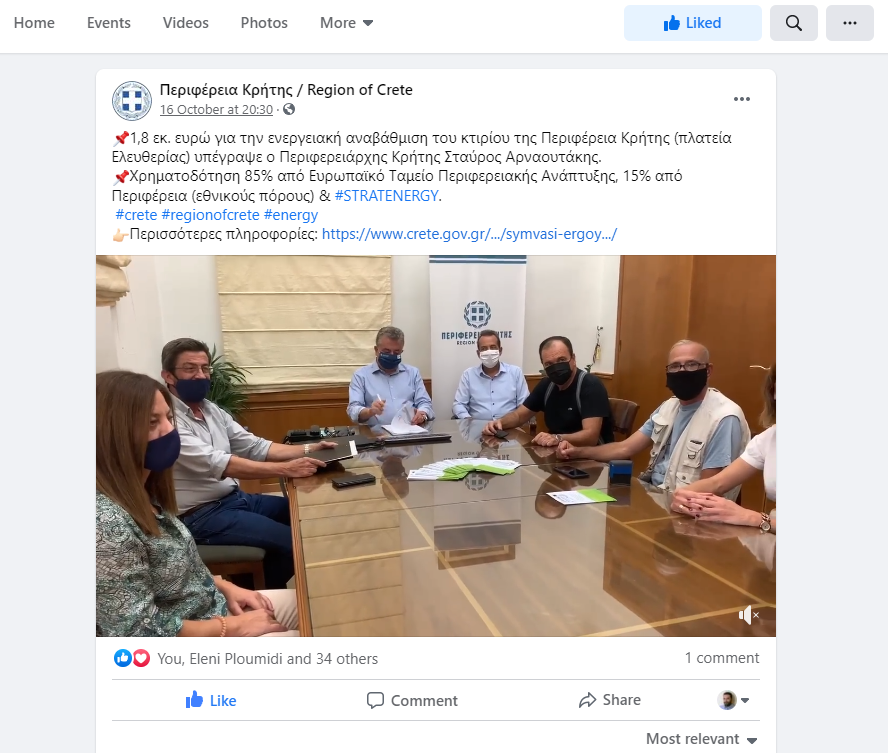 Home Events Videos Photos More Liked
Περιφέρεια Κρήτης / Region of Crete
16 October at 20:30 ·
1,8 εκ. ευρώ για την ενεργειακή αναβάθμιση του κτιρίου της Περιφέρεια Κρήτης (πλατεία
Ελευθερίας) υπέγραψε ο Περιφερειάρχης Κρήτης Σταύρος Αρναουτάκης.
Χρηματοδότηση 85% από Ευρωπαϊκό Ταμείο Περιφερειακής Ανάπτυξης, 15% από
Περιφέρεια (εθνικούς πόρους) & #STRATENERGY.
#crete #regionofcrete #energy
Περισσότερες πληροφορίες: https://www.crete.gov.gr/.../symvasi-ergoy.../
REGION
You, Eleni Ploumidi and 34 others 1 comment
Like Comment Share
Most relevant